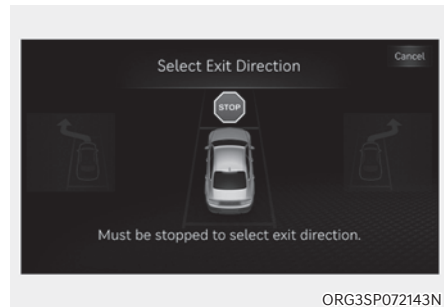 Select Exit Direction
Cancel
STOP
Must be stopped to select exit direction.
ORG3SP072143N